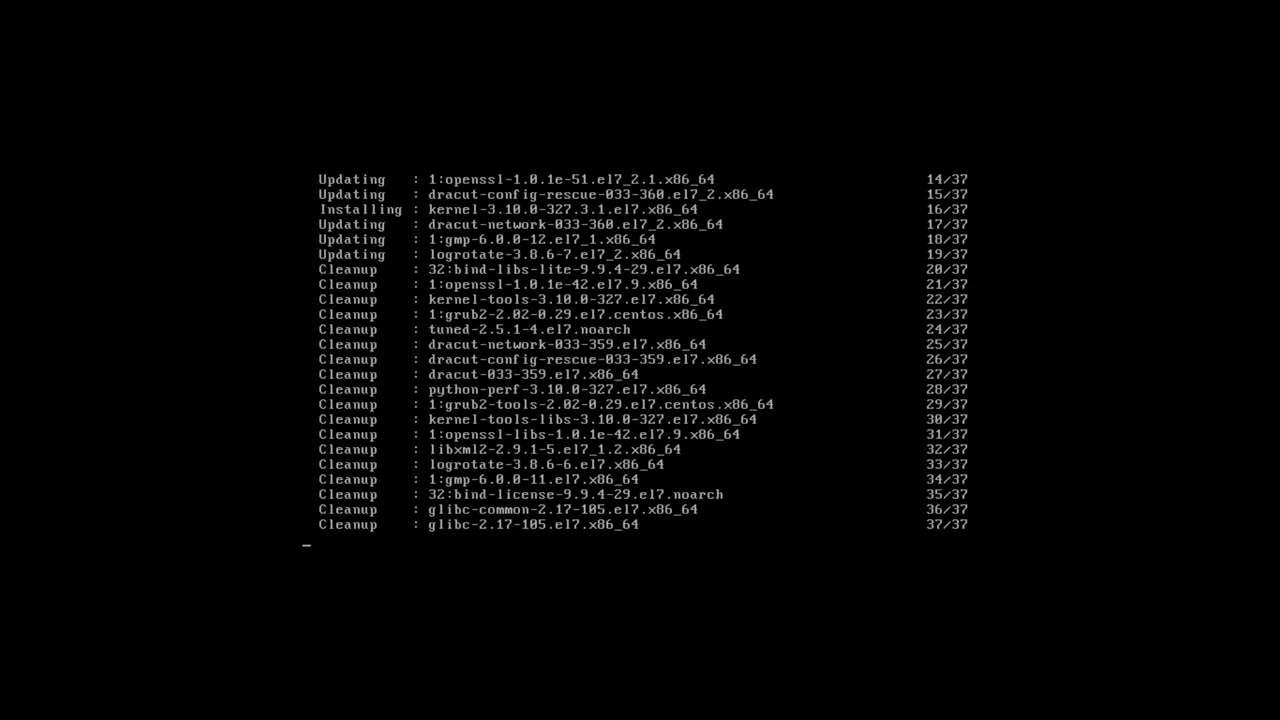 Updating : 1:openssl-1.0.1e-51.el7_2.1.x86_64 14/37
Updating : dracut-config-rescue-033-360.el7_2.x86_64 15/37
Installing : kernel-3.10.0-327.3.1.el7.x86_64 16/37
Updating : dracut-network-033-360.el7_2.x86_64 17/37
Updating : 1:gmp-6.0.0-12.el7_1.x86_64 18/37
Updating : logrotate-3.8.6-7.el7_2.x86_64 19/37
Cleanup : 32:bind-libs-lite-9.9.4-29.el7.x86_64 20/37
Cleanup : 1:openssl-1.0.1e-42.el7.9.x86_64 21/37
Cleanup : kernel-tools-3.10.0-327.el7.x86_64 22/37
Cleanup : 1:grub2-2.02-0.29.el7.centos.x86_64 23/37
Cleanup : tuned-2.5.1-4.el7.noarch 24/37
Cleanup : dracut-network-033-359.el7.x86_64 25/37
Cleanup : dracut-config-rescue-033-359.el7.x86_64 26/37
Cleanup : dracut-033-359.el7.x86_64 27/37
Cleanup : python-perf-3.10.0-327.el7.x86_64 28/37
Cleanup : 1:grub2-tools-2.02-0.29.el7.centos.x86_64 29/37
Cleanup : kernel-tools-libs-3.10.0-327.el7.x86_64 30/37
Cleanup : 1:openssl-libs-1.0.1e-42.el7.9.x86_64 31/37
Cleanup : libxml2-2.9.1-5.el7_1.2.x86_64 32/37
Cleanup : logrotate-3.8.6-6.el7.x86_64 33/37
Cleanup : 1:gmp-6.0.0-11.el7.x86_64 34/37
Cleanup : 32:bind-license-9.9.4-29.el7.noarch 35/37
Cleanup : glibc-common-2.17-105.el7.x86_64 36/37
Cleanup : glibc-2.17-105.el7.x86_64 37/37